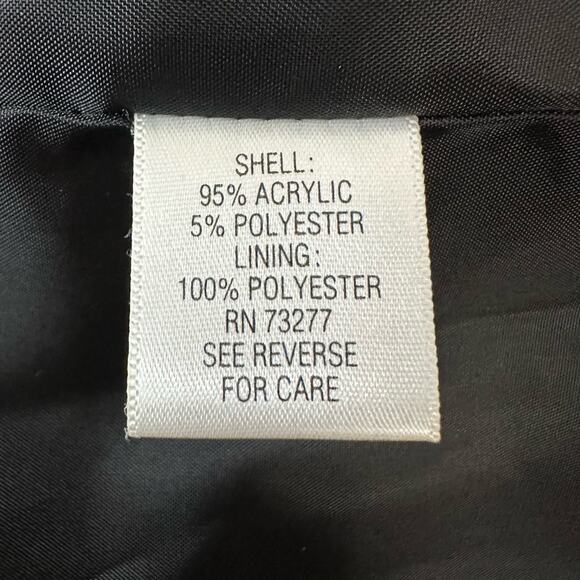 SHELL:
95% ACRYLIC
5% POLYESTER
LINING:
100% POLYESTER
RN 73277
SEE REVERSE
FOR CARE